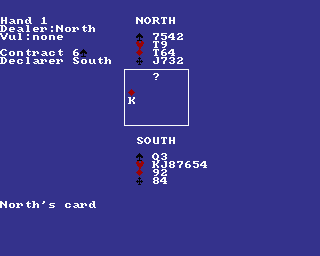 Hand 1
Dealer:North
Vul:none
Contract 6♠
Declarer South
NORTH
♠ 7542
♥ T9
♦ T64
♣ J732
?
♦
K
SOUTH
♠ Q3
♥ KJ87654
♦ 92
♣ 84
North's card